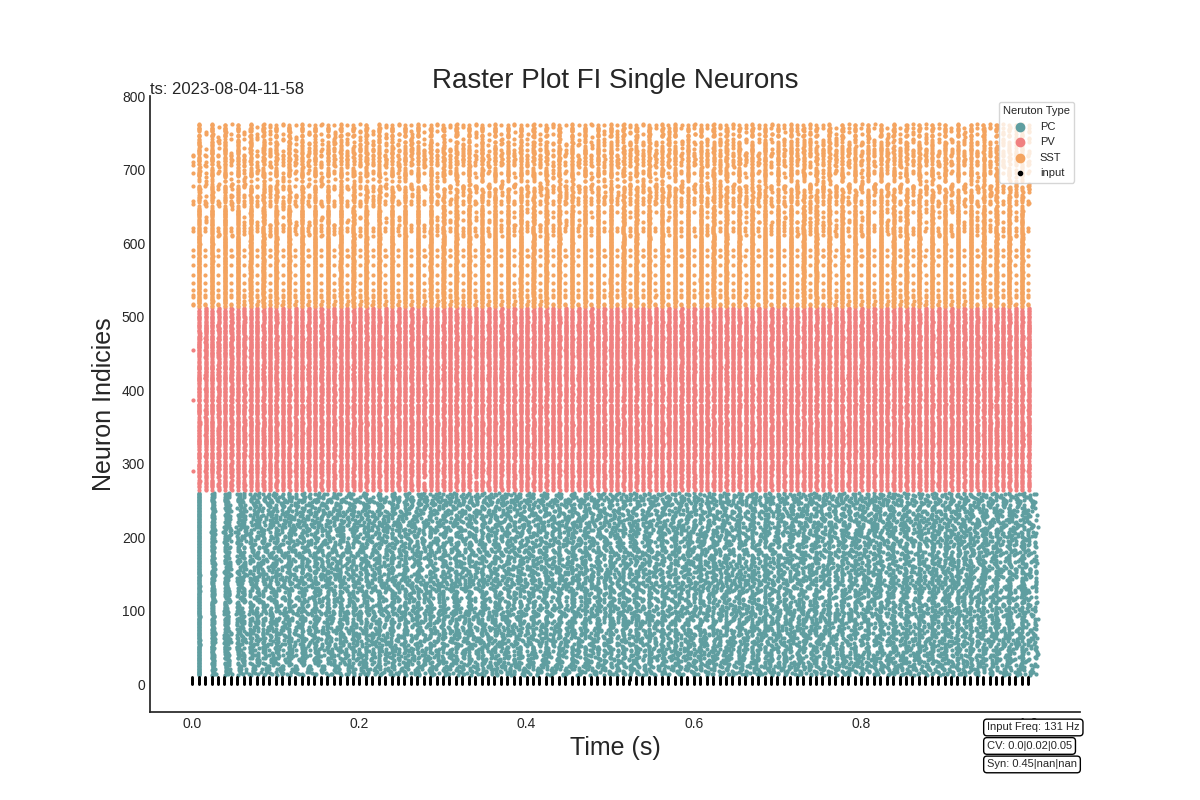 Raster Plot FI Single Neurons
ts: 2023-08-04-11-58
Neruton Type
PC
PV
SST
input
Neuron Indicies
800
700
600
500
400
300
200
100
0
0.0 0.2 0.4 0.6 0.8
Time (s)
Input Freq: 131 Hz
CV: 0.0|0.02|0.05
Syn: 0.45|nan|nan